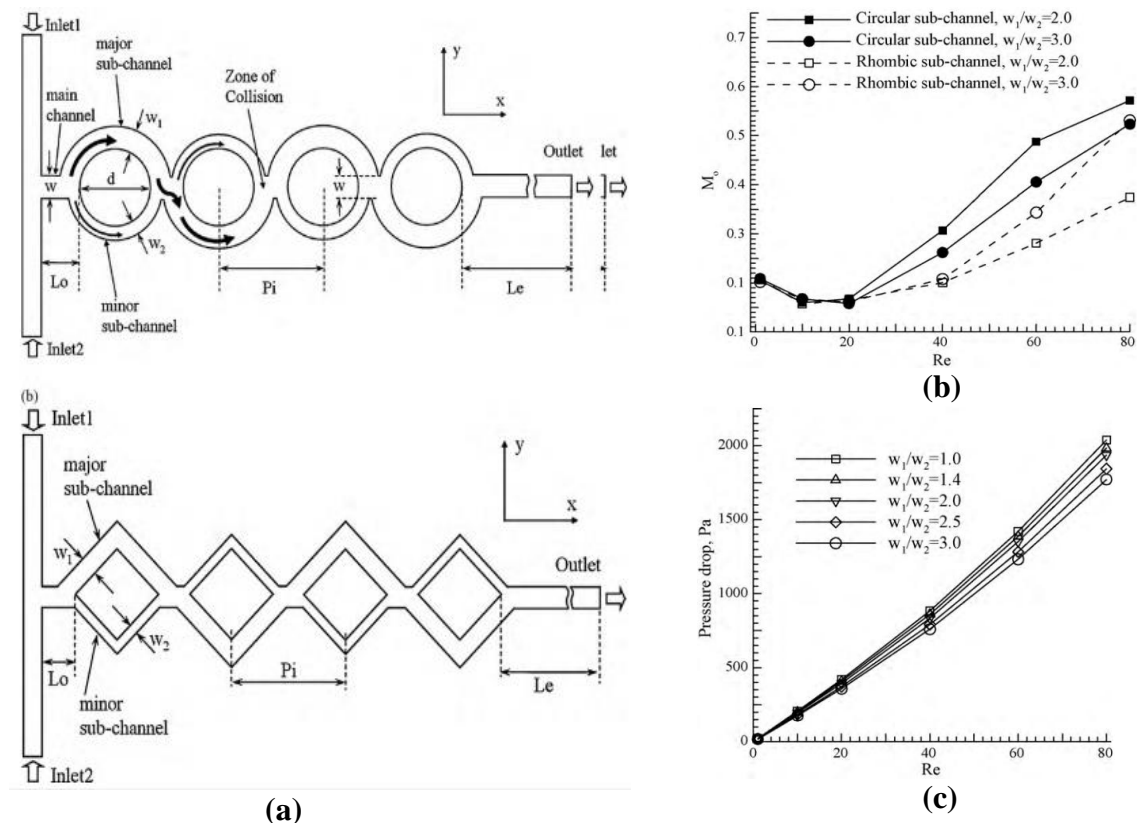 Inlet1
major
sub-channel
main
channel
w₁
Zone of
Collision
y
x
Outlet
let
w
d
w
w₂
Lo
Pi
Le
minor
sub-channel
Inlet2
(b)
Inlet1
major
sub-channel
w₁
y
x
Outlet
w₂
Lo
Pi
Le
minor
sub-channel
Inlet2
(a)
Circular sub-channel, w₁/w₂=2.0
Circular sub-channel, w₁/w₂=3.0
Rhombic sub-channel, w₁/w₂=2.0
Rhombic sub-channel, w₁/w₂=3.0
Mₒ
0.7
0.5
0.4
0.3
0.1
0.1
0 20 40 60 80
Re
(b)
w₁/w₂=1.0
w₁/w₂=1.4
w₁/w₂=2.0
w₁/w₂=2.5
w₁/w₂=3.0
Pressure drop, Pa
2000
1500
1000
500
0
0 20 40 60 80
Re
(c)